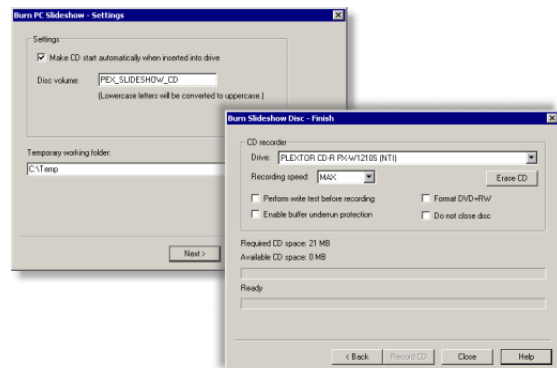 Burn PC Slideshow - Settings
Settings
Make CD start automatically when inserted into drive
Disc volume: PEX_SLIDESHOW_CD
(Lowercase letters will be converted to uppercase.)
Temporary working folder:
C:\Temp
Next >
Burn Slideshow Disc - Finish
CD recorder
Drive: PLEXTOR CD-R PX-W1210S (NTI)
Recording speed: MAX Erase CD
Perform write test before recording Format DVD+RW
Enable buffer underrun protection Do not close disc
Required CD space: 21 MB
Available CD space: 0 MB
Ready
< Back Record CD Close Help